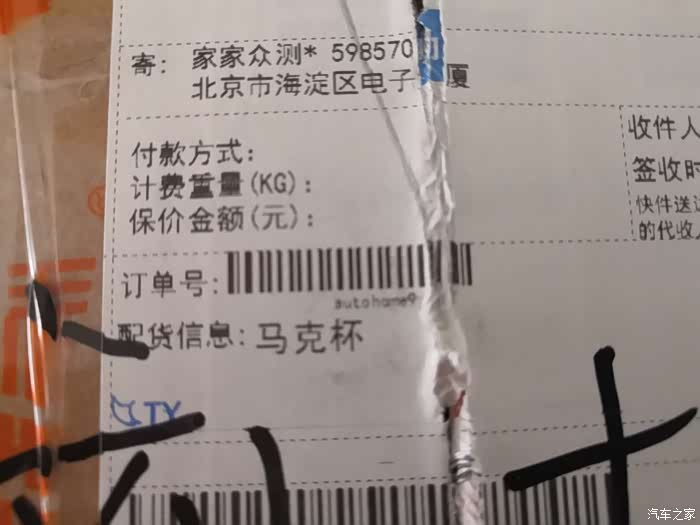 寄: 家家众测* 598570
北京市海淀区电子 厦
付款方式:
计费重量(KG):
保价金额(元):
收件人
签收时
快件送达
的代收人
订单号:
autohome9
配货信息: 马克杯
TX
十
汽车之家